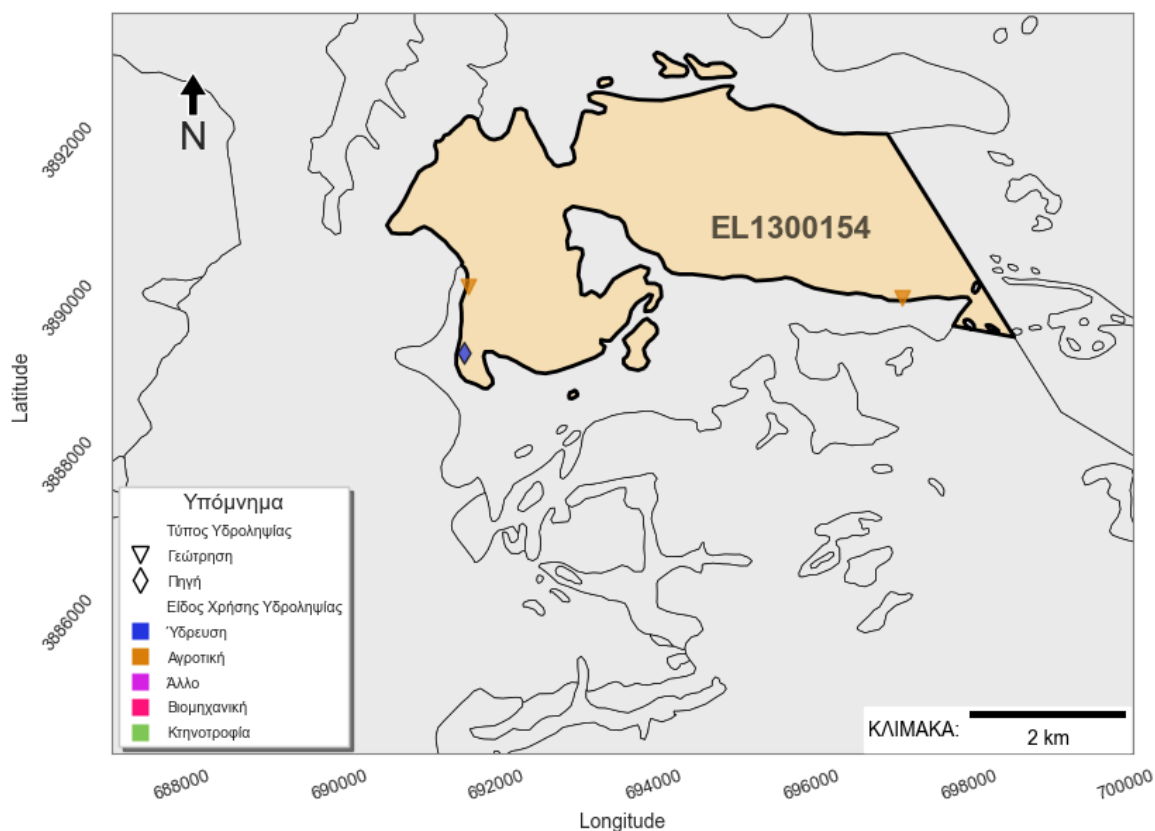 N
EL1300154
3892000
3890000
3888000
3886000
Latitude
Υπόμνημα
Τύπος Υδροληψίας
Γεώτρηση
Πηγή
Είδος Χρήσης Υδροληψίας
Ύδρευση
Αγροτική
Άλλο
Βιομηχανική
Κτηνοτροφία
ΚΛΙΜΑΚΑ:
2 km
688000
690000
692000
694000
696000
698000
700000
Longitude